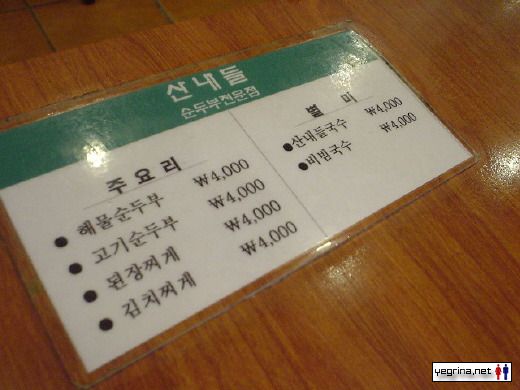 산내들
순두부전문점
주요리
● 해물순두부 ₩4,000
● 고기순두부 ₩4,000
● 된장찌게 ₩4,000
● 김치찌게 ₩4,000
별 미
● 산내들국수 ₩4,000
● 비빔국수 ₩4,000
yegrina.net